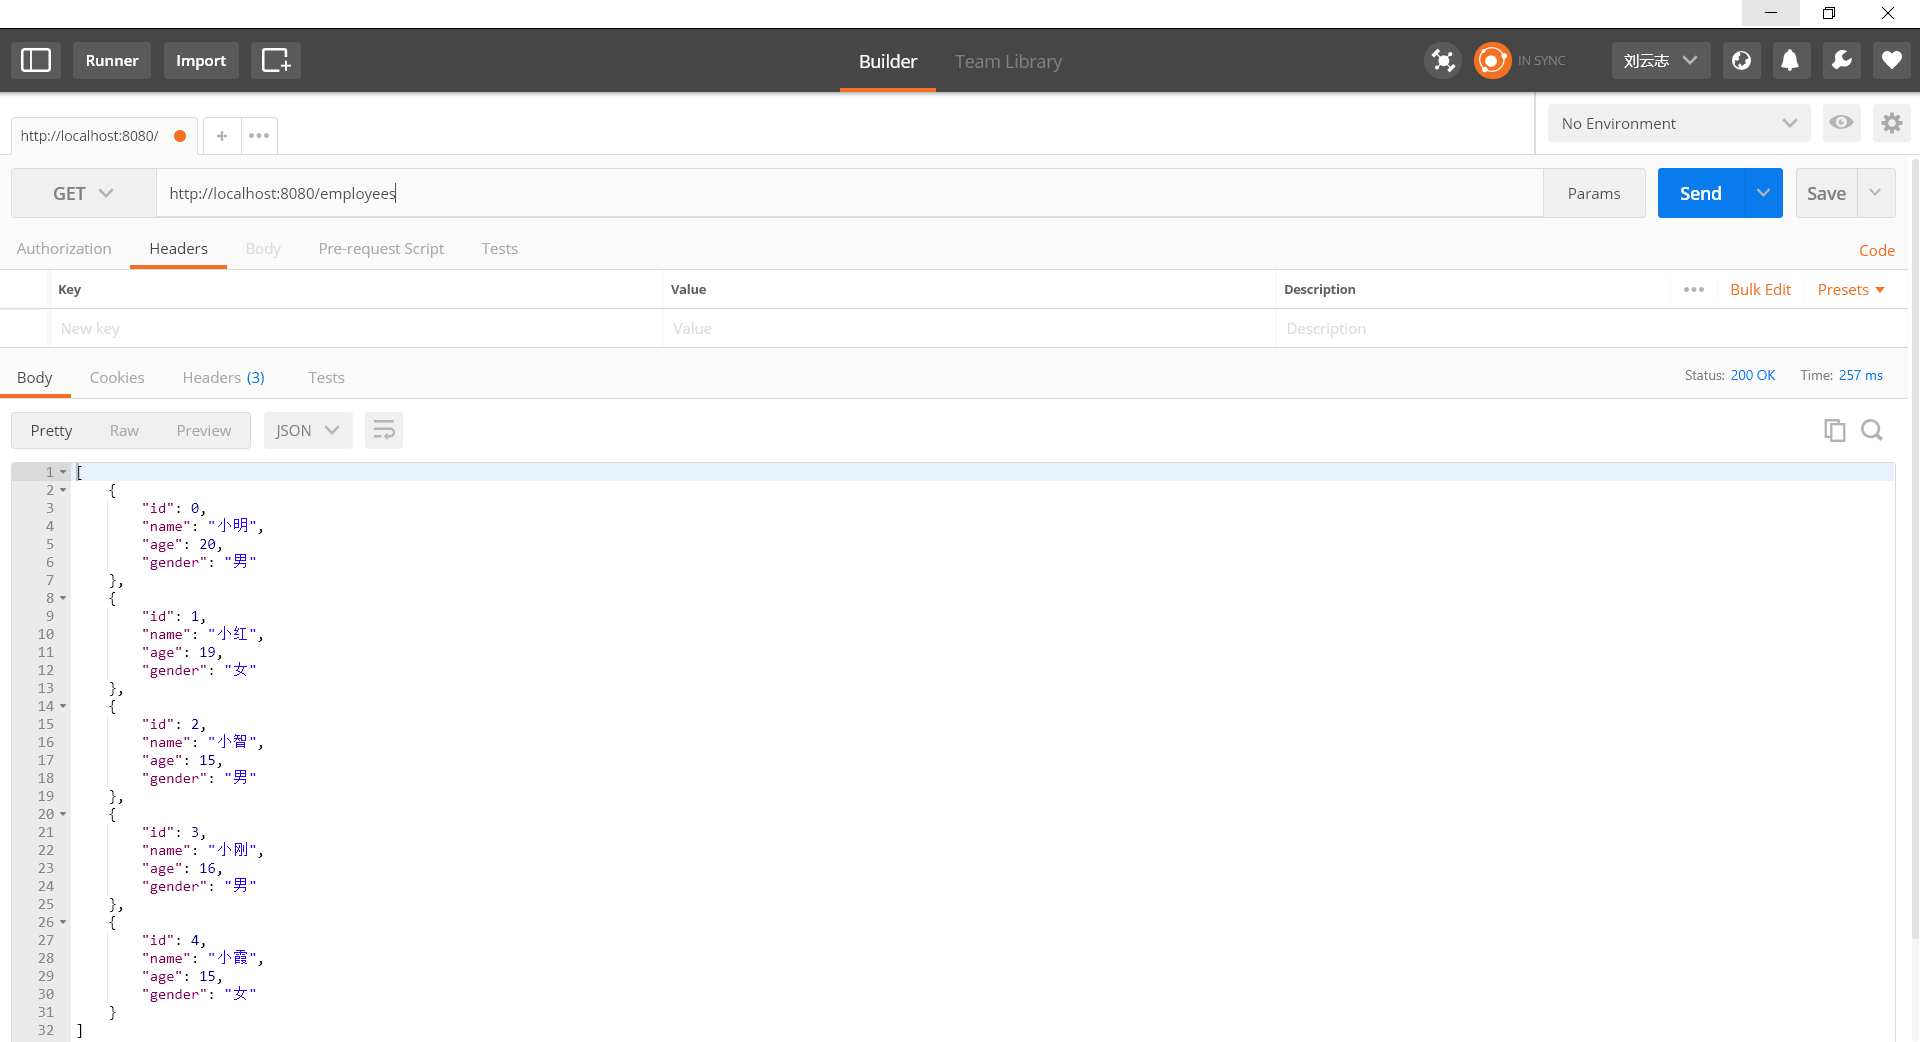 Runner Import Builder Team Library IN SYNC 刘云志
http://localhost:8080/ + ••• No Environment
GET http://localhost:8080/employees Params Send Save
Authorization Headers Body Pre-request Script Tests Code
Key Value Description ••• Bulk Edit Presets
New key Value Description
Body Cookies Headers (3) Tests Status: 200 OK Time: 257 ms
Pretty Raw Preview JSON
1 [
2 {
3 "id": 0,
4 "name": "小明",
5 "age": 20,
6 "gender": "男"
7 },
8 {
9 "id": 1,
10 "name": "小红",
11 "age": 19,
12 "gender": "女"
13 },
14 {
15 "id": 2,
16 "name": "小智",
17 "age": 15,
18 "gender": "男"
19 },
20 {
21 "id": 3,
22 "name": "小刚",
23 "age": 16,
24 "gender": "男"
25 },
26 {
27 "id": 4,
28 "name": "小霞",
29 "age": 15,
30 "gender": "女"
31 }
32 ]